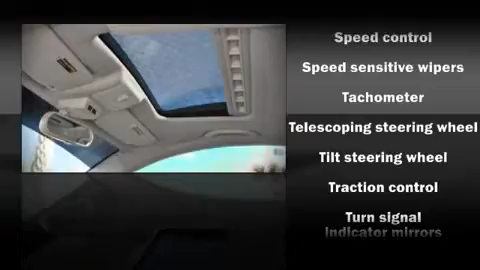 Speed control
Speed sensitive wipers
Tachometer
Telescoping steering wheel
Tilt steering wheel
Traction control
Turn signal
indicator mirrors